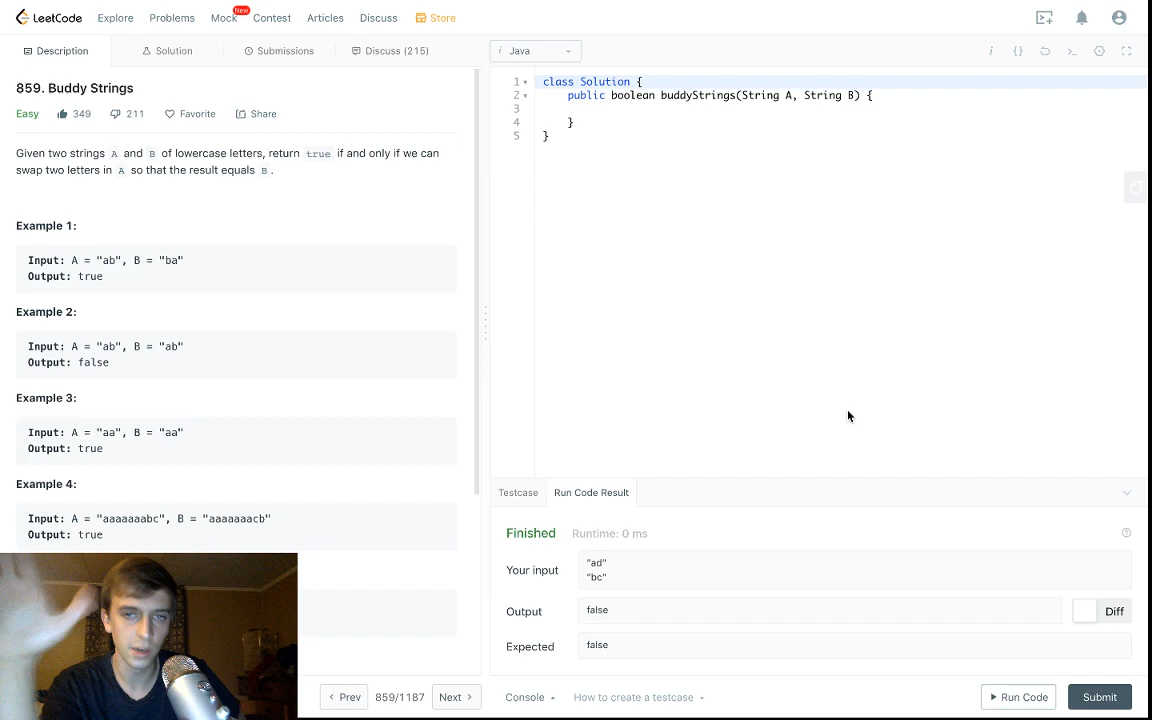 LeetCode Explore Problems Mock New Contest Articles Discuss Store
Description Solution Submissions Discuss (215)
i Java
859. Buddy Strings
Easy 349 211 Favorite Share
Given two strings A and B of lowercase letters, return true if and only if we can
swap two letters in A so that the result equals B .
Example 1:
Input: A = "ab", B = "ba"
Output: true
Example 2:
Input: A = "ab", B = "ab"
Output: false
Example 3:
Input: A = "aa", B = "aa"
Output: true
Example 4:
Input: A = "aaaaaaabc", B = "aaaaaaacb"
Output: true
Prev 859/1187 Next
1 class Solution {
2 public boolean buddyStrings(String A, String B) {
3
4 }
5 }
Testcase Run Code Result
Finished Runtime: 0 ms
Your input "ad"
"bc"
Output false Diff
Expected false
Console How to create a testcase Run Code Submit